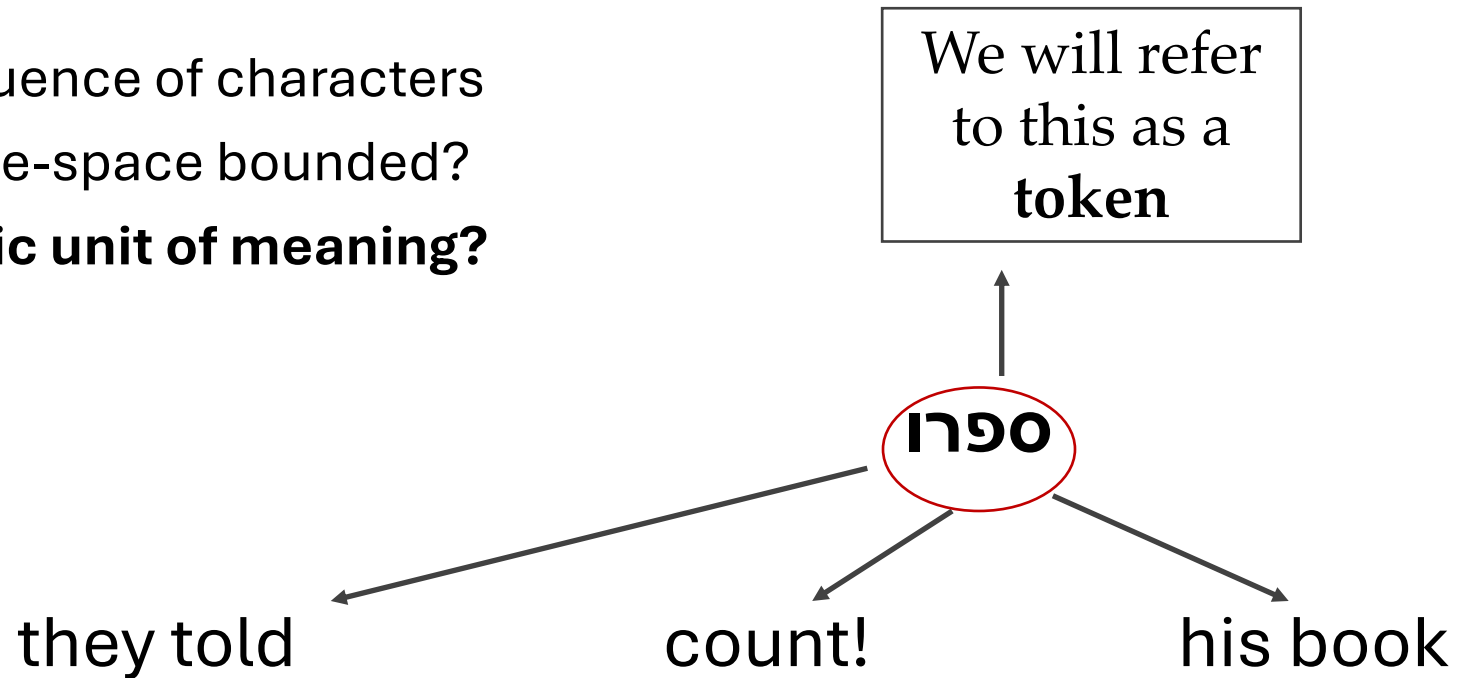 uence of characters
e-space bounded?
ic unit of meaning?
We will refer
to this as a
token
ספרו
they told
count!
his book